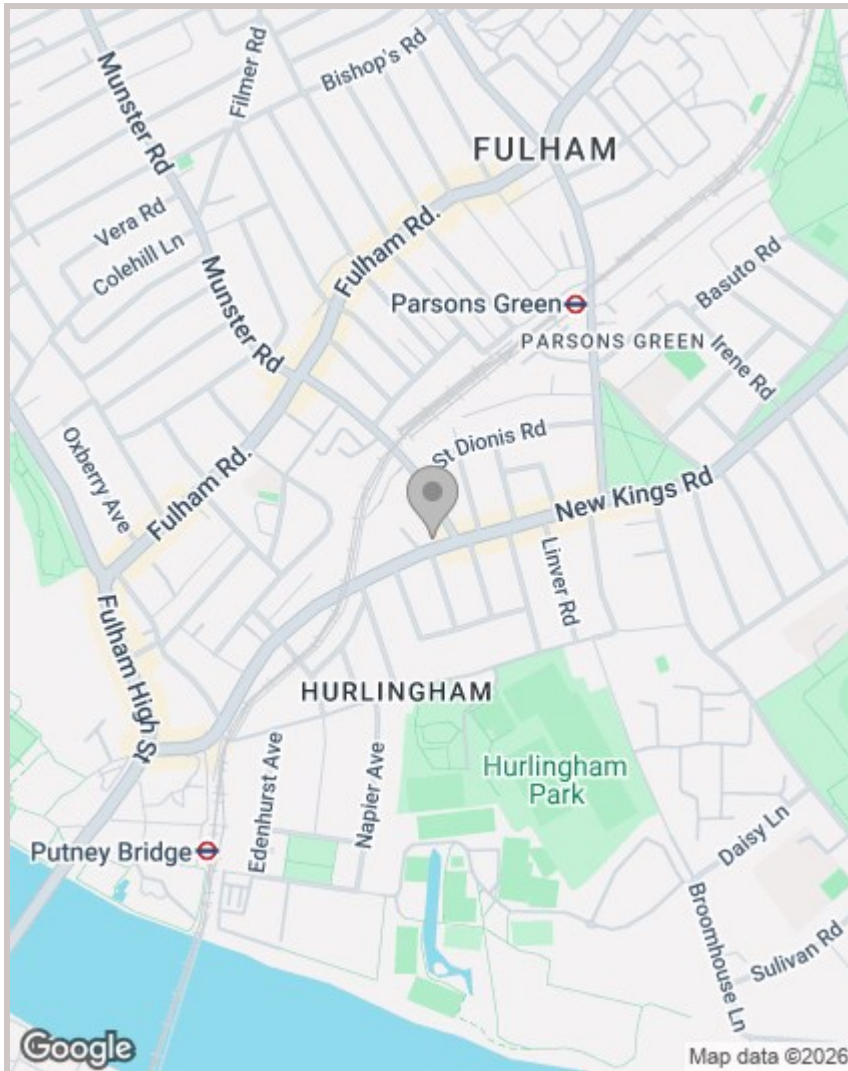 Munster Rd
Filmer Rd
Bishop's Rd
FULHAM
Vera Rd
Colehill Ln
Fulham Rd.
Munster Rd
Parsons Green
Basuto Rd
PARSONS GREEN
Irene Rd
Oxberry Ave
Fulham Rd.
St Dionis Rd
New Kings Rd
Linver Rd
Fulham High St
HURLINGHAM
Edenhurst Ave
Napier Ave
Hurlingham
Park
Putney Bridge
Daisy Ln
Broomhouse Ln
Sulivan Rd
Google
Map data ©2026